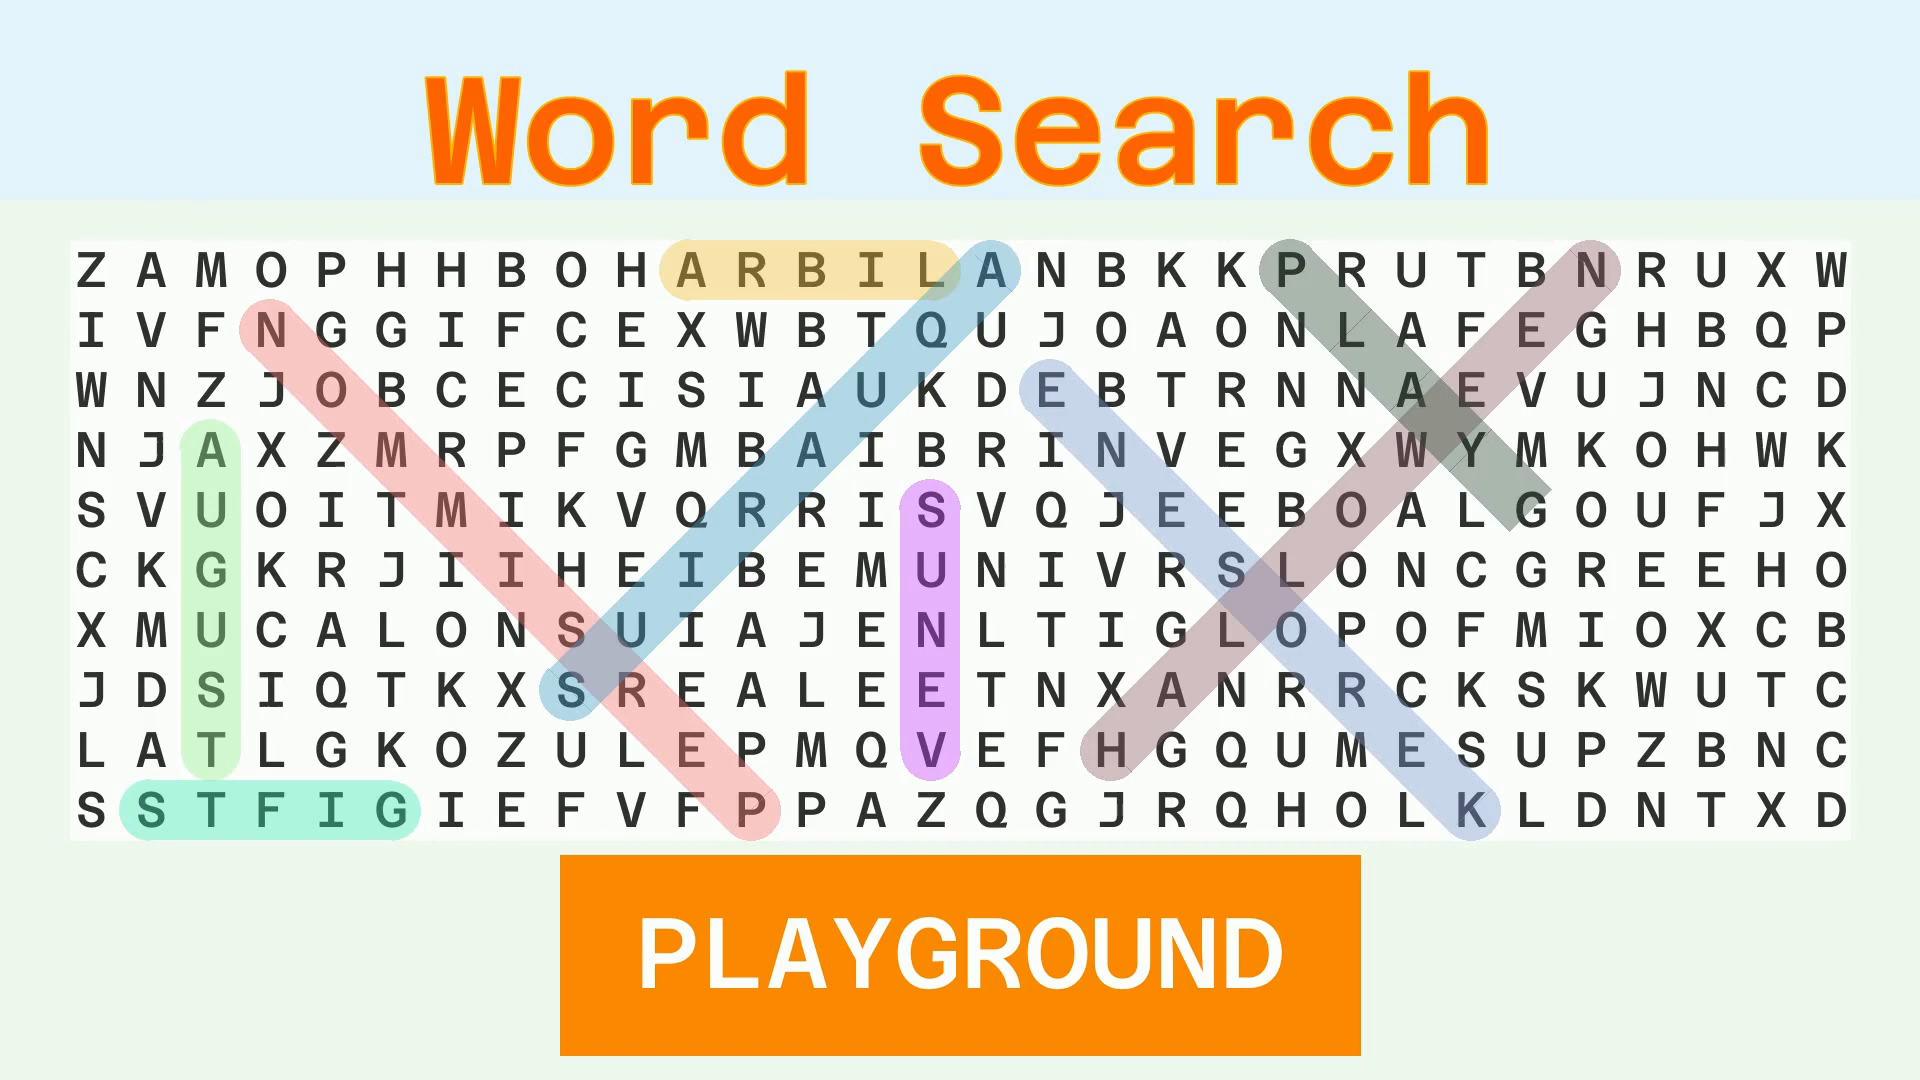 Word Search
Z A M O P H H B O H A R B I L A N B K K P R U T B N R U X W
I V F N G G I F C E X W B T Q U J O A O N L A F E G H B Q P
W N Z J O B C E C I S I A U K D E B T R N N A E V U J N C D
N J A X Z M R P F G M B A I B R I N V E G X W Y M K O H W K
S V U O I T M I K V Q R R I S V Q J E E B O A L G O U F J X
C K G K R J I I H E I B E M U N I V R S L O N C G R E E H O
X M U C A L O N S U I A J E N L T I G L O P O F M I O X C B
J D S I Q T K X S R E A L E E T N X A N R R C K S K W U T C
L A T L G K O Z U L E P M Q V E F H G Q U M E S U P Z B N C
S S T F I G I E F V F P P A Z Q G J R Q H O L K L D N T X D
PLAYGROUND